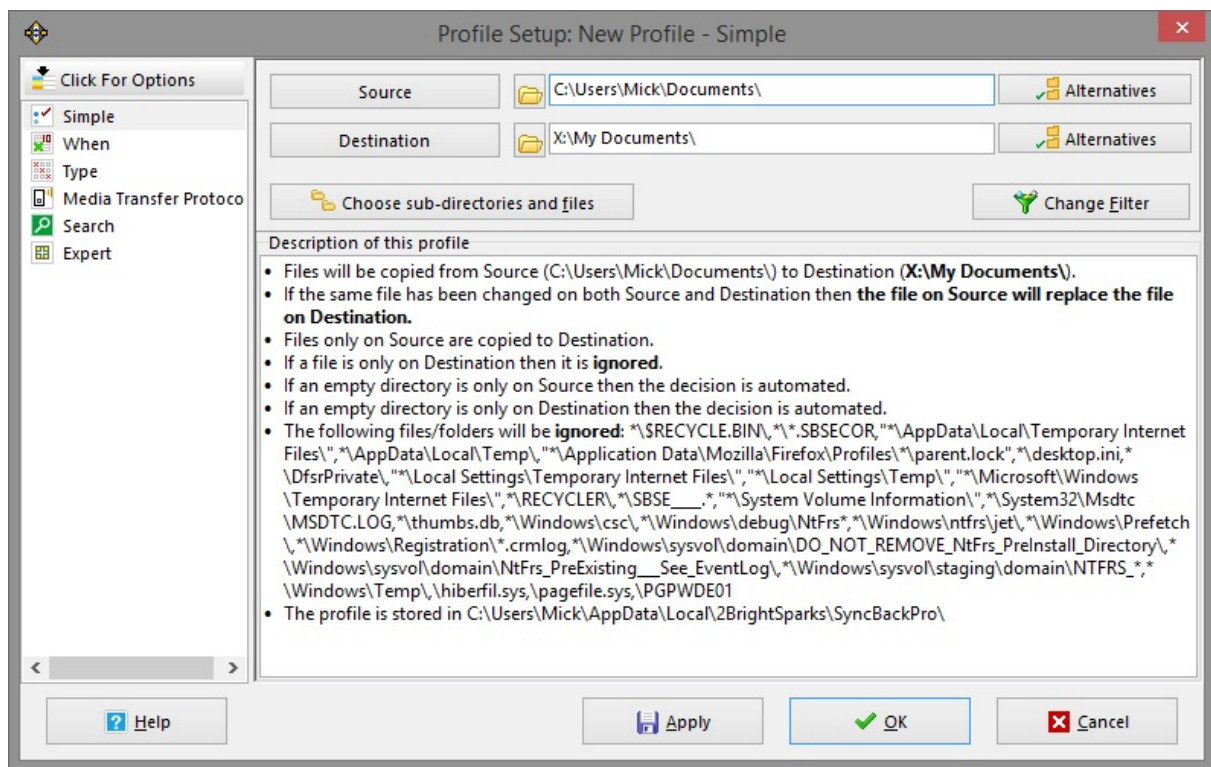 Profile Setup: New Profile - Simple
Click For Options
Simple
When
Type
Media Transfer Protoco
Search
Expert
Source
C:\Users\Mick\Documents\
Alternatives
Destination
X:\My Documents\
Alternatives
Choose sub-directories and files
Change Filter
Description of this profile
• Files will be copied from Source (C:\Users\Mick\Documents\) to Destination (X:\My Documents\).
• If the same file has been changed on both Source and Destination then the file on Source will replace the file
on Destination.
• Files only on Source are copied to Destination.
• If a file is only on Destination then it is ignored.
• If an empty directory is only on Source then the decision is automated.
• If an empty directory is only on Destination then the decision is automated.
• The following files/folders will be ignored: *\$RECYCLE.BIN\,*\*.SBSECOR,"*\AppData\Local\Temporary Internet
Files\",*\AppData\Local\Temp\,"*\Application Data\Mozilla\Firefox\Profiles\*\parent.lock",*\desktop.ini,*
\DfsrPrivate\,"*\Local Settings\Temporary Internet Files\","*\Local Settings\Temp\","*\Microsoft\Windows
\Temporary Internet Files\",*\RECYCLER\,*\SBSE___.*,"*\System Volume Information\",*\System32\Msdtc
\MSDTC.LOG,*\thumbs.db,*\Windows\csc\,*\Windows\debug\NtFrs*,*\Windows\ntfrs\jet\,*\Windows\Prefetch
\,*\Windows\Registration\*.crmlog,*\Windows\sysvol\domain\DO_NOT_REMOVE_NtFrs_PreInstall_Directory\,*
\Windows\sysvol\domain\NtFrs_PreExisting___See_EventLog\,*\Windows\sysvol\staging\domain\NTFRS_*,*
\Windows\Temp\,\hiberfil.sys,\pagefile.sys,\PGPWDE01
• The profile is stored in C:\Users\Mick\AppData\Local\2BrightSparks\SyncBackPro\
Help
Apply
OK
Cancel